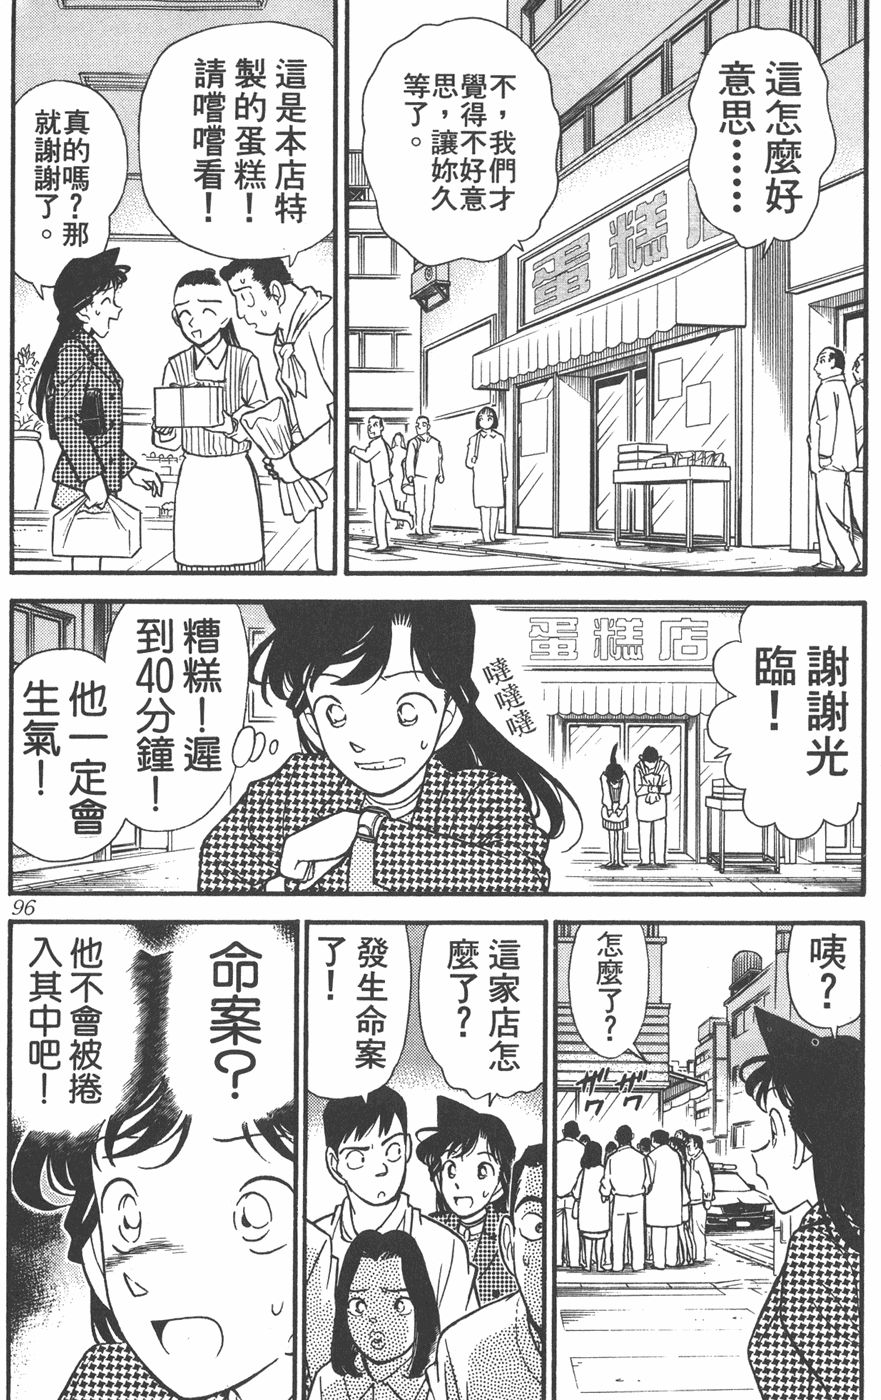 這怎麼好
意思……
不，我們才
覺得不好意
思，讓妳久
等了。
蛋糕店
這是本店特
製的蛋糕！
請嚐嚐看！
真的嗎？那
就謝謝了。
謝謝光
臨！
蛋糕店
噠噠噠
糟糕！遲
到40分鐘！
他一定會
生氣！
96
咦？
怎麼了？
ザワ
ザワ
這家店怎
麼了？
發生命案
了！
命案？
他不會被捲
入其中吧！